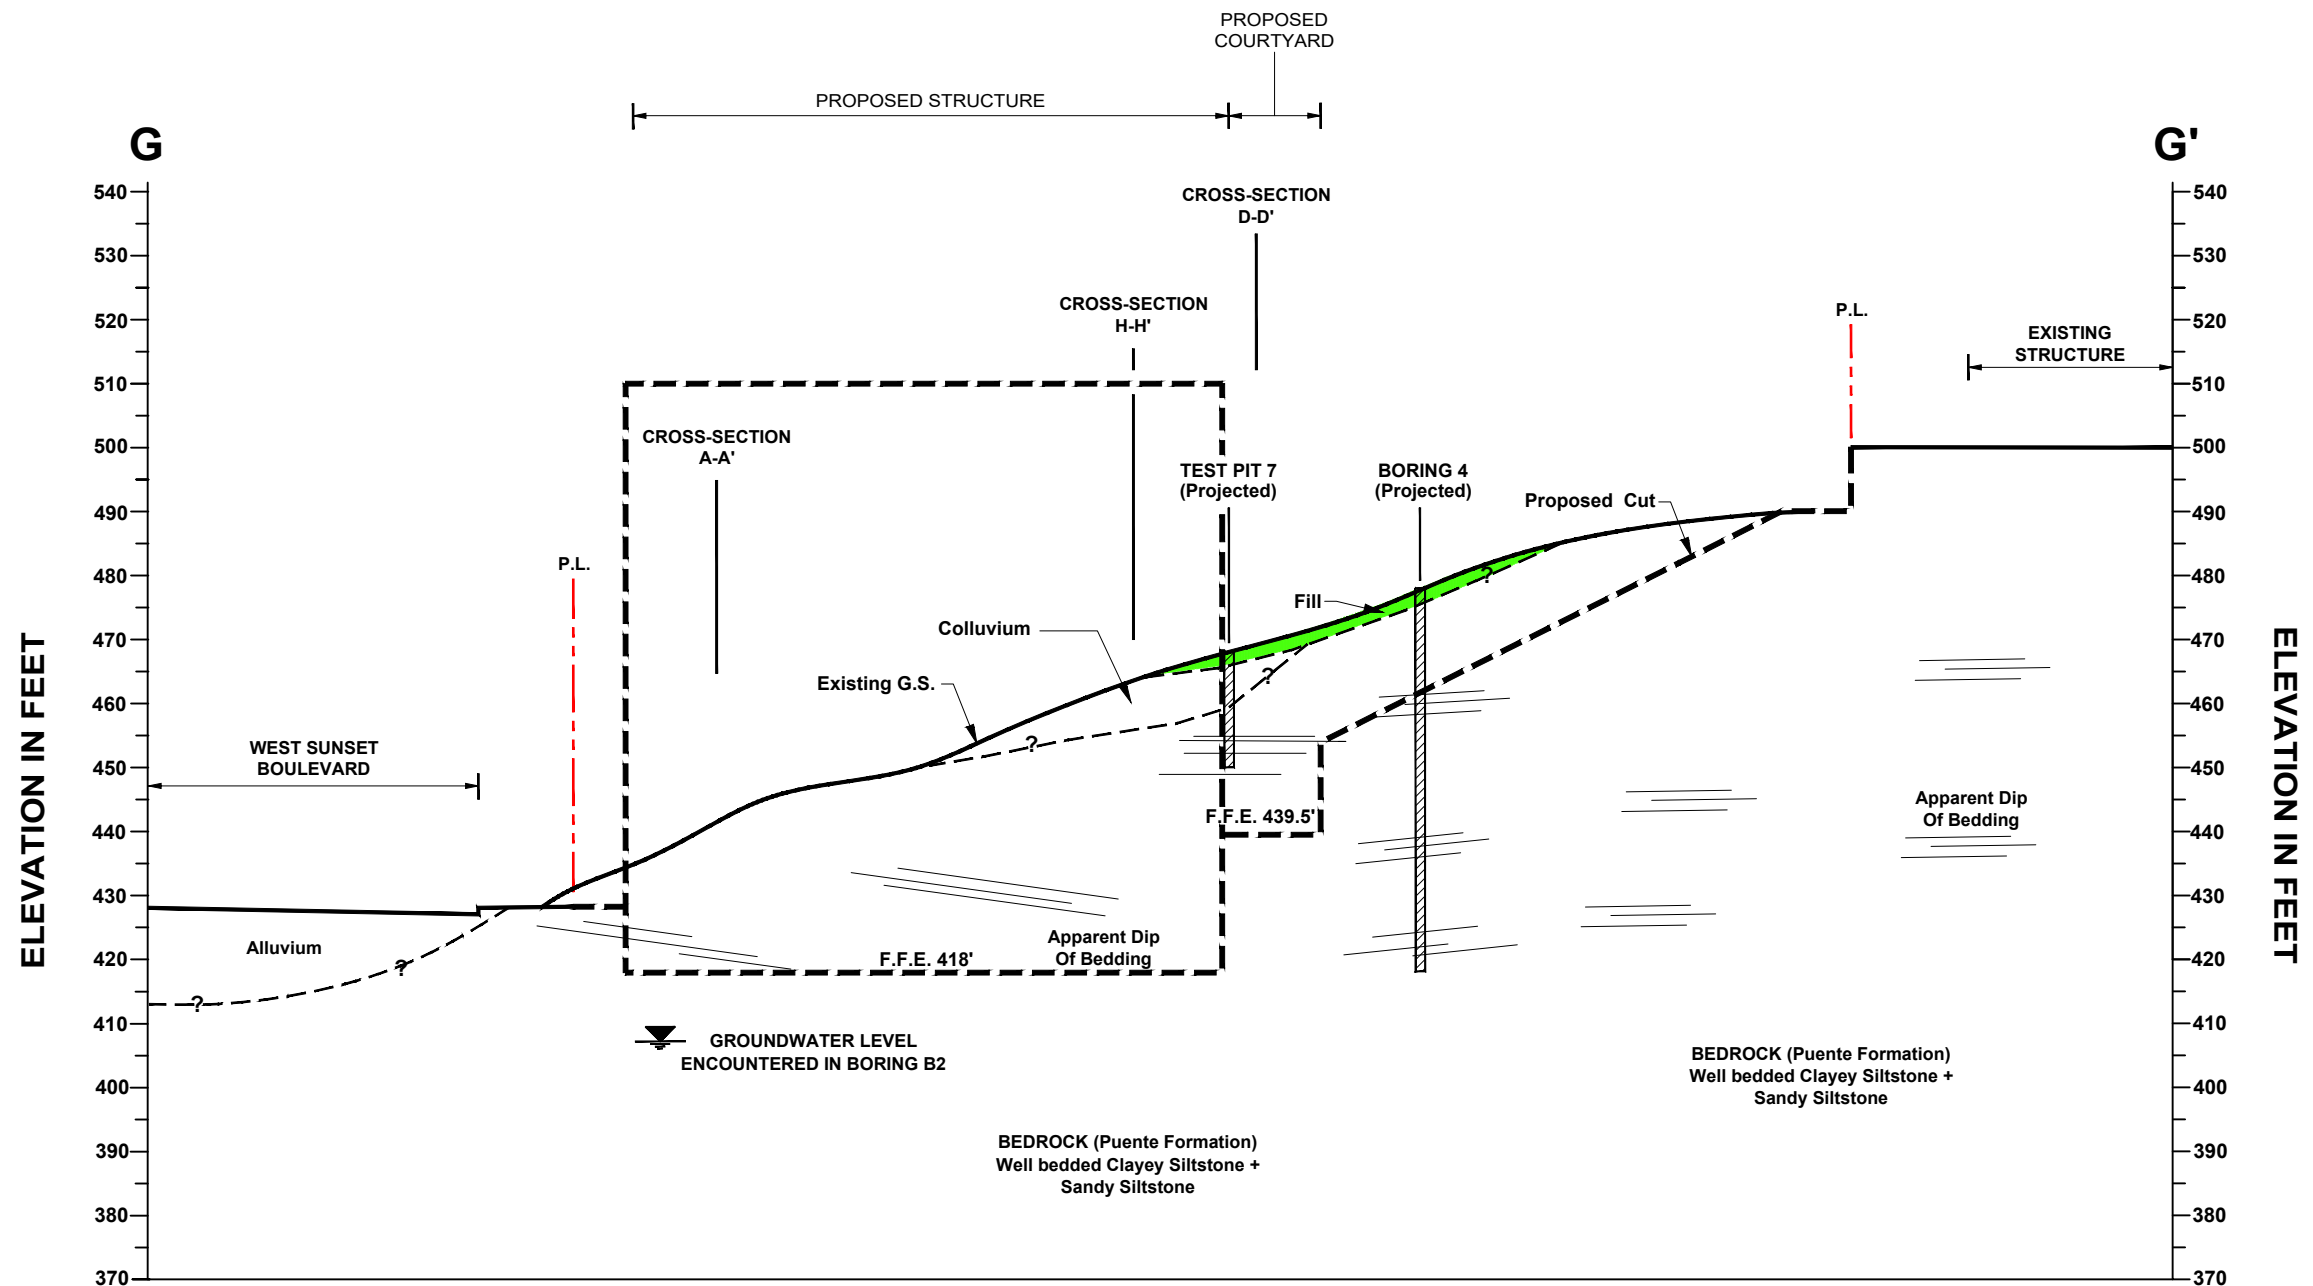 PROPOSED
COURTYARD
PROPOSED STRUCTURE
G
G'
CROSS-SECTION
D-D'
CROSS-SECTION
H-H'
P.L.
EXISTING
STRUCTURE
CROSS-SECTION
A-A'
TEST PIT 7
(Projected)
BORING 4
(Projected)
Proposed Cut
P.L.
?
Fill
Colluvium
?
Existing G.S.
?
WEST SUNSET
BOULEVARD
F.F.E. 439.5'
Apparent Dip
Of Bedding
Alluvium
?
?
F.F.E. 418'
Apparent Dip
Of Bedding
GROUNDWATER LEVEL
ENCOUNTERED IN BORING B2
BEDROCK (Puente Formation)
Well bedded Clayey Siltstone +
Sandy Siltstone
BEDROCK (Puente Formation)
Well bedded Clayey Siltstone +
Sandy Siltstone
ELEVATION IN FEET
540
530
520
510
500
490
480
470
460
450
440
430
420
410
400
390
380
370
540
530
520
510
500
490
480
470
460
450
440
430
420
410
400
390
380
370
ELEVATION IN FEET